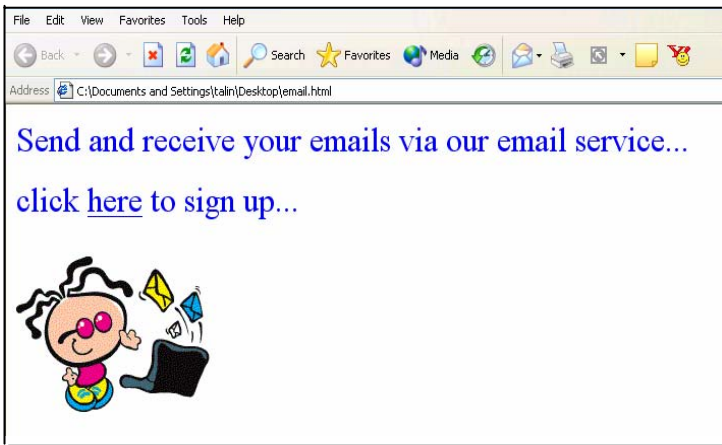 File Edit View Favorites Tools Help
Back Search Favorites Media
Address C:\Documents and Settings\talin\Desktop\email.html
Send and receive your emails via our email service...
click here to sign up...